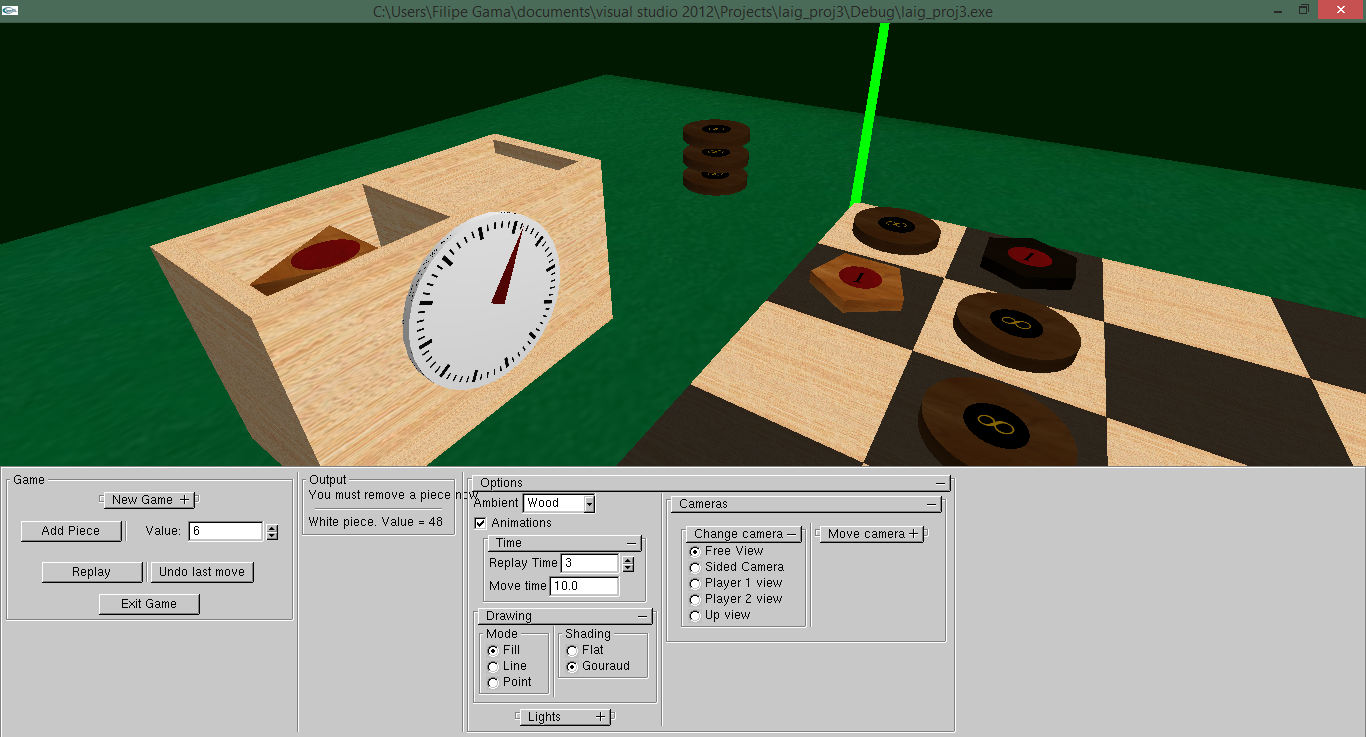 C:\Users\Filipe Gama\documents\visual studio 2012\Projects\laig_proj3\Debug\laig_proj3.exe
1
1
∞
∞
Game
New Game +
Add Piece Value: 6
Replay Undo last move
Exit Game
Output
You must remove a piece now
White piece. Value = 48
Options
Ambient Wood
Animations
Time
Replay Time 3
Move time 10.0
Drawing
Mode
Fill
Line
Point
Shading
Flat
Gouraud
Lights +
Cameras
Change camera
Free View
Sided Camera
Player 1 view
Player 2 view
Up view
Move camera +